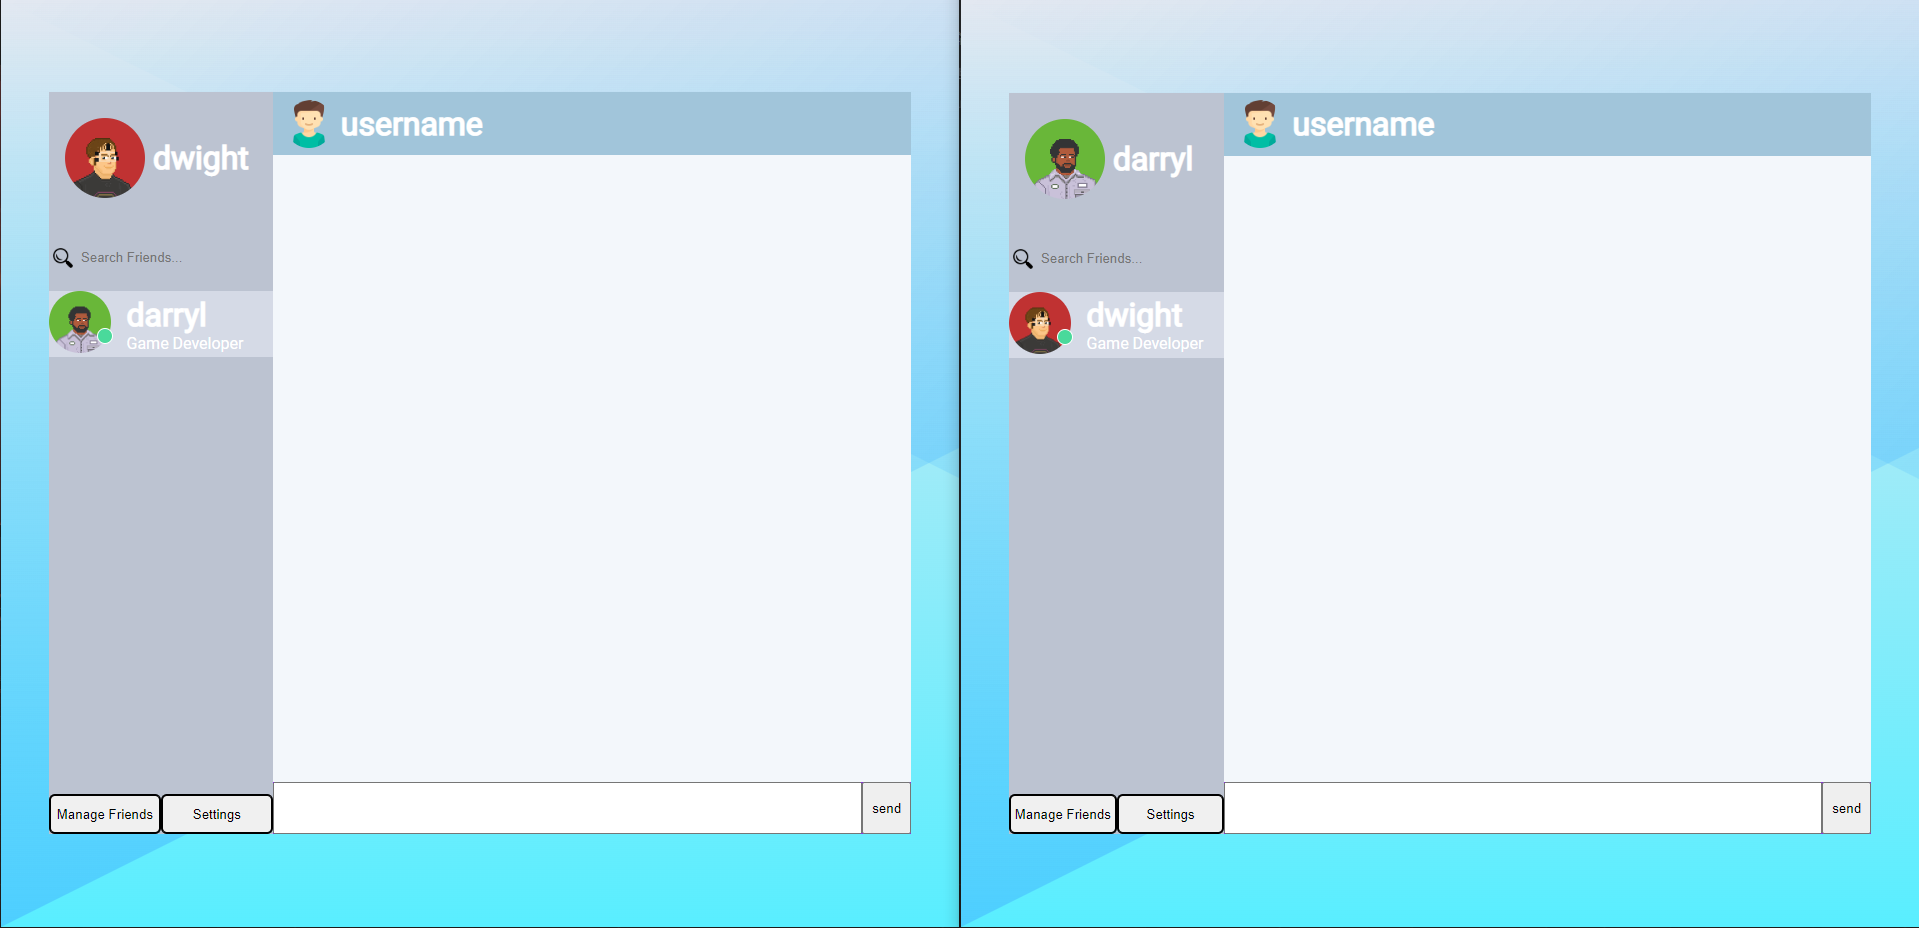 dwight
username
Search Friends...
darryl
Game Developer
Manage Friends
Settings
send
darryl
username
Search Friends...
dwight
Game Developer
Manage Friends
Settings
send